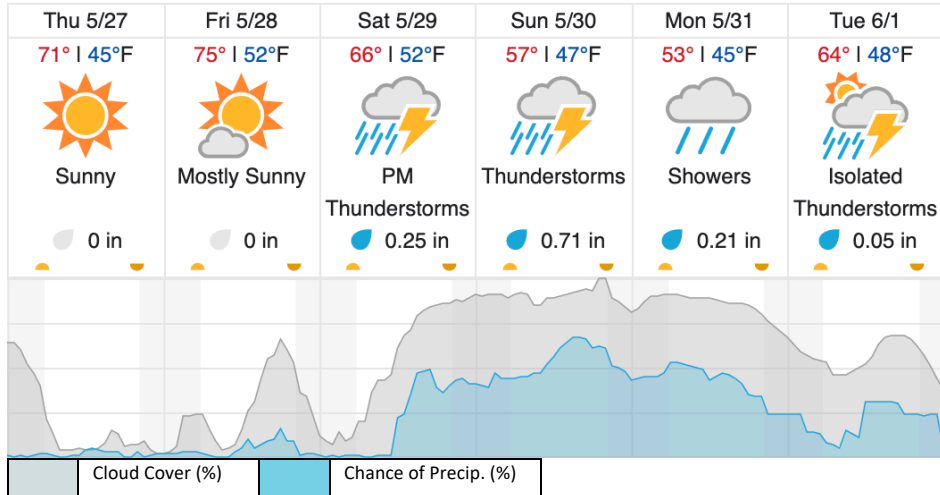 Thu 5/27 Fri 5/28 Sat 5/29 Sun 5/30 Mon 5/31 Tue 6/1
71° | 45°F 75° | 52°F 66° | 52°F 57° | 47°F 53° | 45°F 64° | 48°F
Sunny Mostly Sunny PM Thunderstorms Showers Isolated
Thunderstorms Thunderstorms
0 in 0 in 0.25 in 0.71 in 0.21 in 0.05 in
Cloud Cover (%) Chance of Precip. (%)